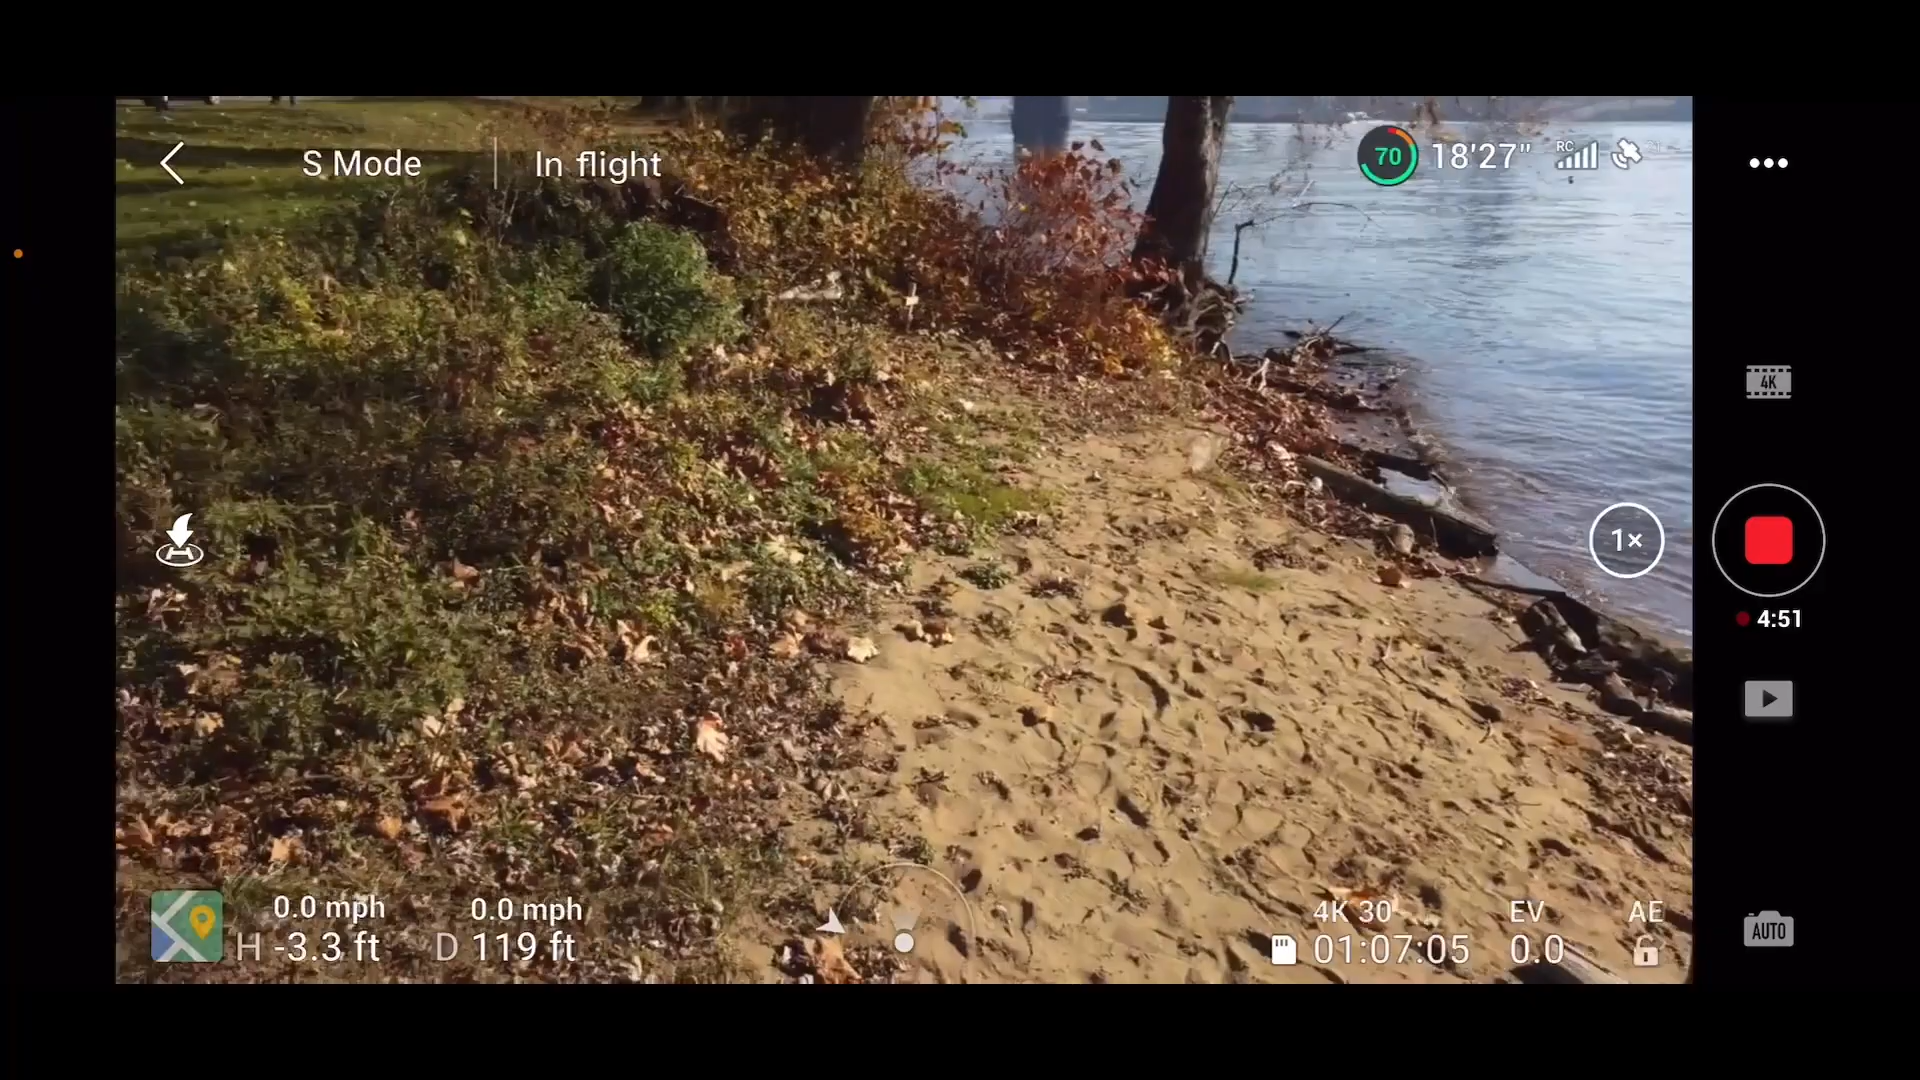 S Mode
In flight
70
18'27"
RC
4K
1×
4:51
0.0 mph
0.0 mph
H -3.3 ft
D 119 ft
4K 30
EV
AE
01:07:05
0.0
AUTO